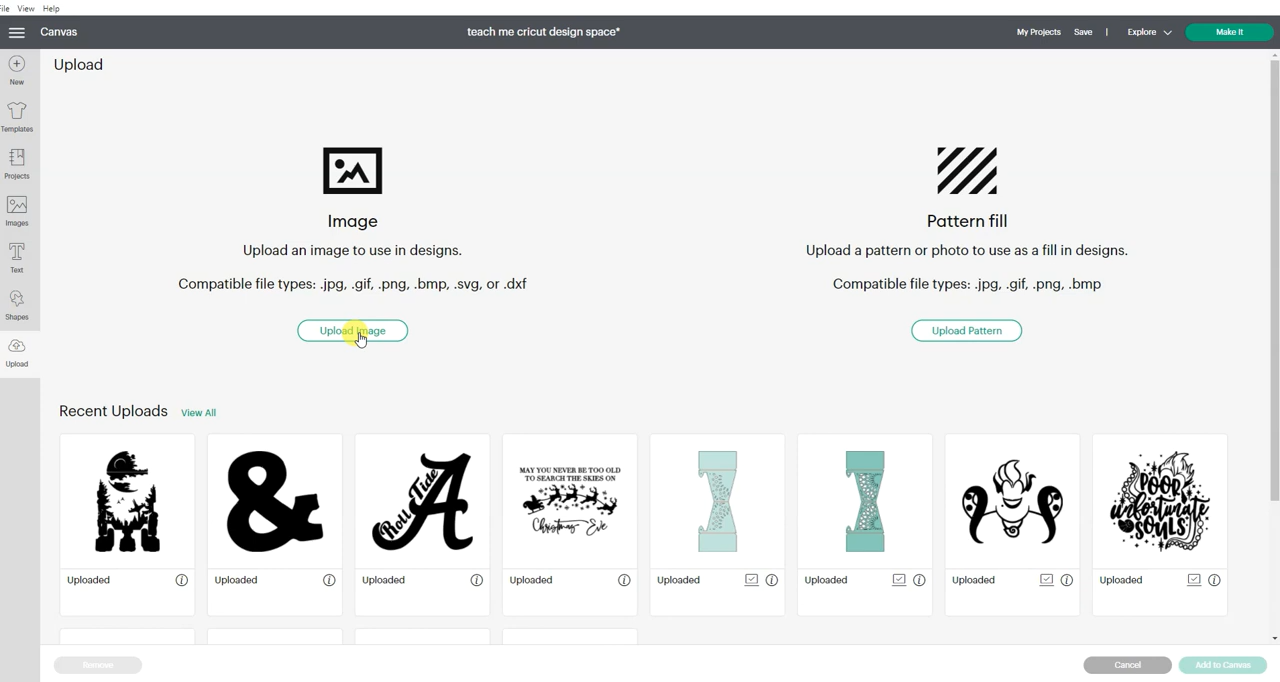 File View Help
Canvas
teach me cricut design space*
My Projects Save | Explore Make It
New
Templates
Projects
Images
Text
Shapes
Upload
Upload
Image
Upload an image to use in designs.
Compatible file types: .jpg, .gif, .png, .bmp, .svg, or .dxf
Upload Image
Pattern fill
Upload a pattern or photo to use as a fill in designs.
Compatible file types: .jpg, .gif, .png, .bmp
Upload Pattern
Recent Uploads View All
&
Roll Tide
A
MAY YOU NEVER BE TOO OLD
TO SEARCH THE SKIES ON
Christmas Eve
POOR
unfortunate
SOULS
Uploaded
Uploaded
Uploaded
Uploaded
Uploaded
Uploaded
Uploaded
Uploaded
Remove
Cancel
Add to Canvas